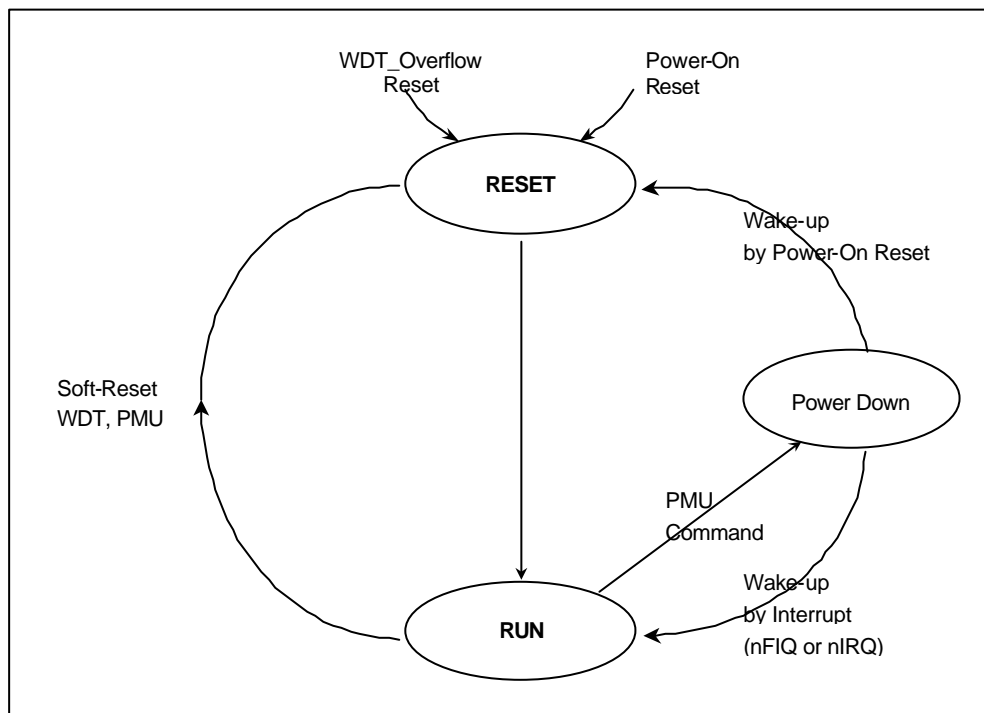 WDT_Overflow
Reset
Power-On
Reset
RESET
Wake-up
by Power-On Reset
Soft-Reset
WDT, PMU
Power Down
PMU
Command
Wake-up
by Interrupt
(nFIQ or nIRQ)
RUN